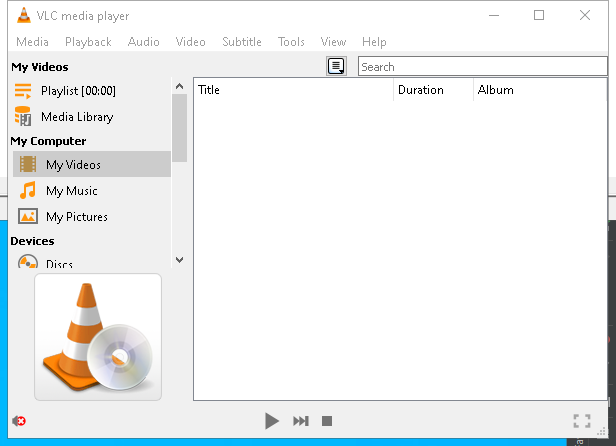 VLC media player
Media Playback Audio Video Subtitle Tools View Help
My Videos
Search
Playlist [00:00]
Media Library
My Computer
My Videos
My Music
My Pictures
Devices
Discs
Title Duration Album